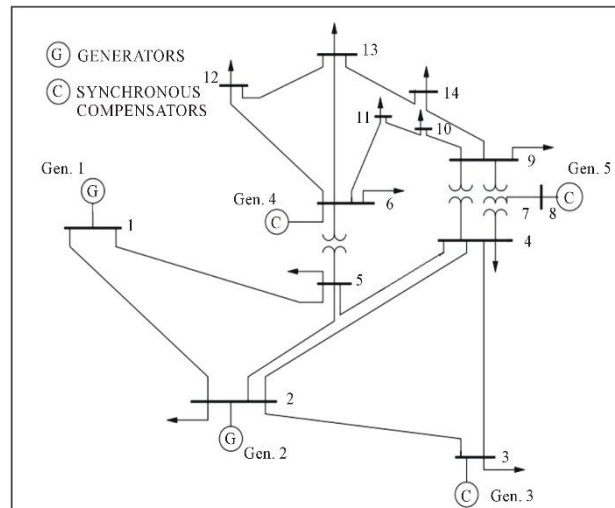 G GENERATORS
C SYNCHRONOUS
COMPENSATORS
13
12
14
11
10
9
Gen. 5
C
8
7
Gen. 1
G
1
Gen. 4
C
6
4
5
2
G
Gen. 2
3
C
Gen. 3